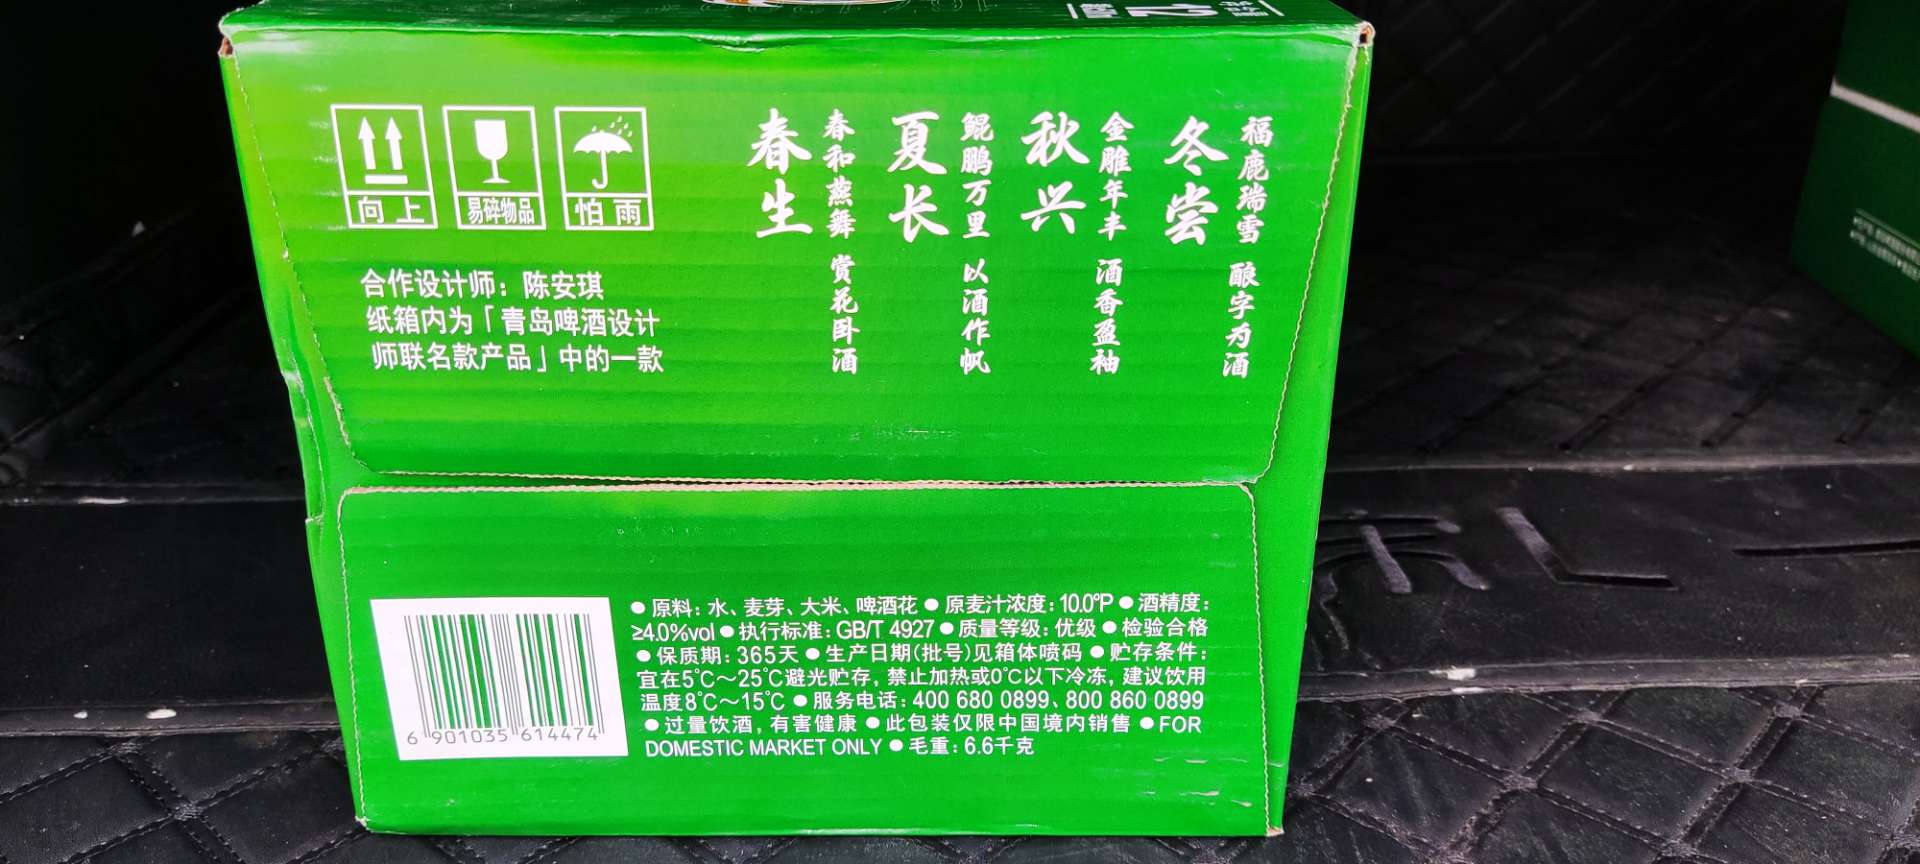 向上
易碎物品
怕雨
春生
春和燕舞 赏花卧酒
夏长
鲲鹏万里 以酒作帆
秋兴
金雕年丰 酒香盈袖
冬尝
福鹿瑞雪 酿字为酒
合作设计师：陈安琪
纸箱内为「青岛啤酒设计
师联名款产品」中的一款
●原料：水、麦芽、大米、啤酒花●原麦汁浓度：10.0°P●酒精度：
≥4.0%vol●执行标准：GB/T 4927●质量等级：优级●检验合格
●保质期：365天●生产日期(批号)见箱体喷码●贮存条件：
宜在5℃～25℃避光贮存，禁止加热或0℃以下冷冻，建议饮用
温度8℃～15℃●服务电话：400 680 0899、800 860 0899
●过量饮酒，有害健康●此包装仅限中国境内销售●FOR
DOMESTIC MARKET ONLY●毛重：6.6千克
6 901035 614474